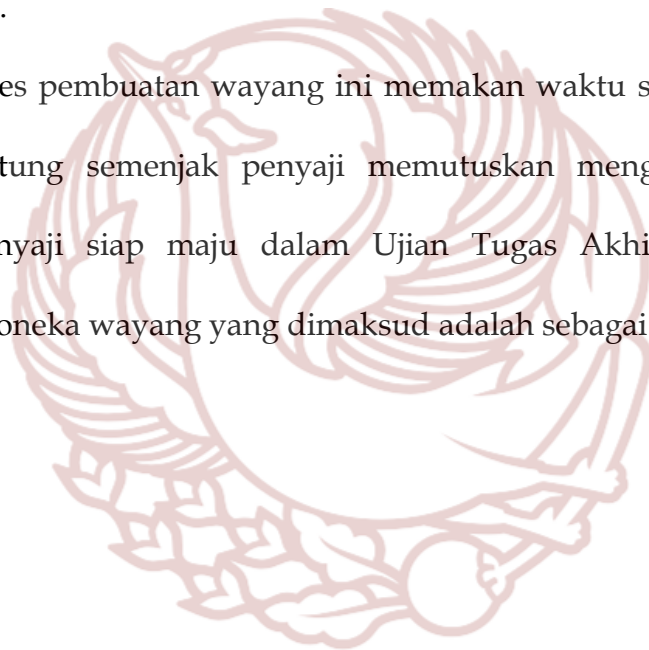 .
es pembuatan wayang ini memakan waktu s
tung semenjak penyaji memutuskan meng
nyaji siap maju dalam Ujian Tugas Akhi
oneka wayang yang dimaksud adalah sebagai